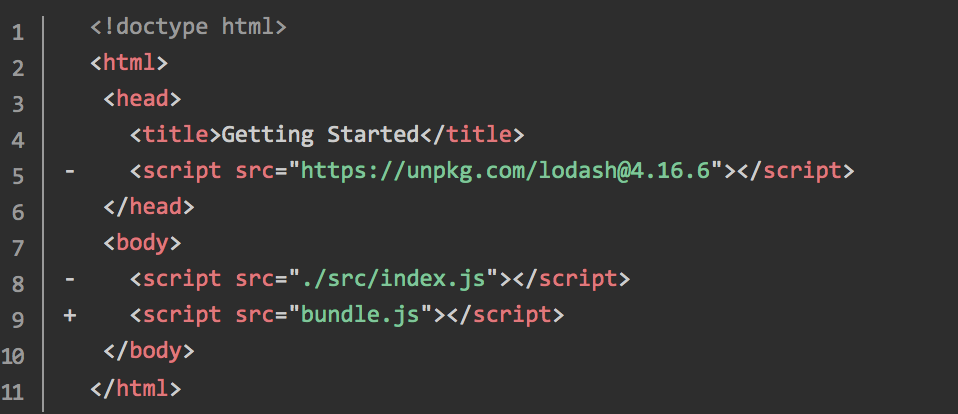 1 <!doctype html>
2 <html>
3 <head>
4 <title>Getting Started</title>
5 - <script src="https://unpkg.com/lodash@4.16.6"></script>
6 </head>
7 <body>
8 - <script src="./src/index.js"></script>
9 + <script src="bundle.js"></script>
10 </body>
11 </html>